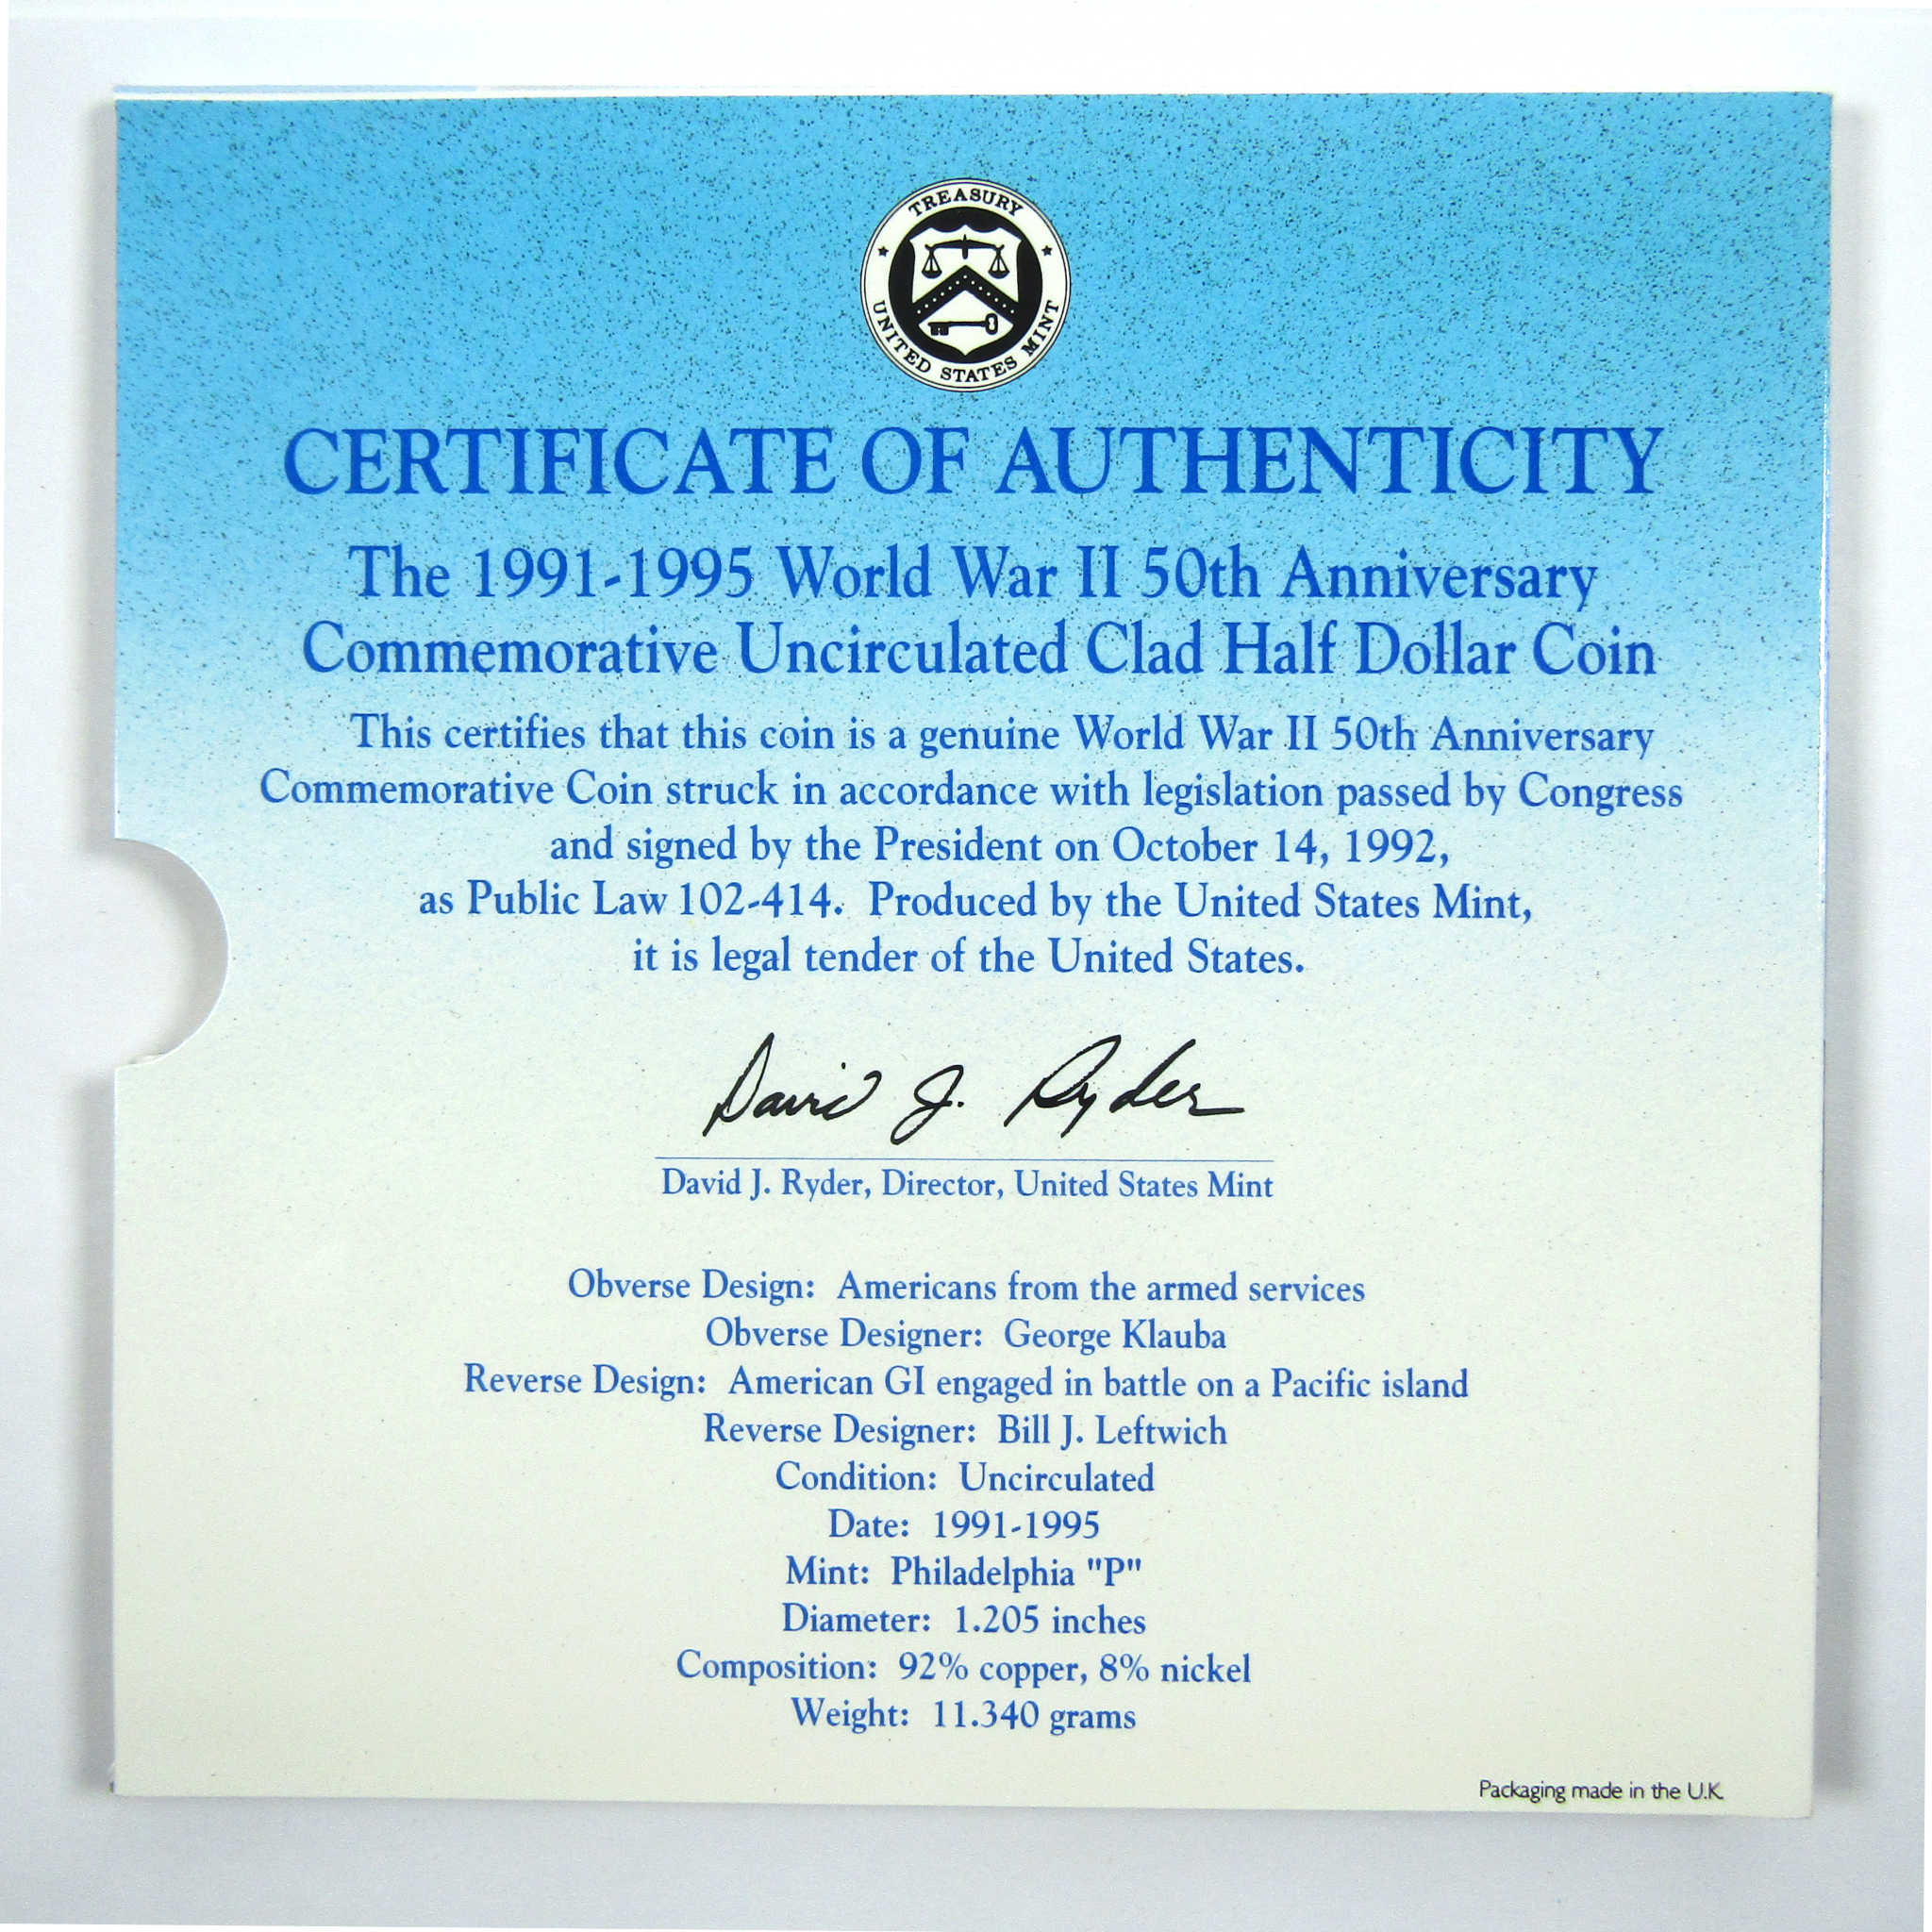 TREASURY
UNITED STATES MINT
CERTIFICATE OF AUTHENTICITY
The 1991-1995 World War II 50th Anniversary
Commemorative Uncirculated Clad Half Dollar Coin
This certifies that this coin is a genuine World War II 50th Anniversary
Commemorative Coin struck in accordance with legislation passed by Congress
and signed by the President on October 14, 1992,
as Public Law 102-414. Produced by the United States Mint,
it is legal tender of the United States.
David J. Ryder
David J. Ryder, Director, United States Mint
Obverse Design: Americans from the armed services
Obverse Designer: George Klauba
Reverse Design: American GI engaged in battle on a Pacific island
Reverse Designer: Bill J. Leftwich
Condition: Uncirculated
Date: 1991-1995
Mint: Philadelphia "P"
Diameter: 1.205 inches
Composition: 92% copper, 8% nickel
Weight: 11.340 grams
Packaging made in the U.K.